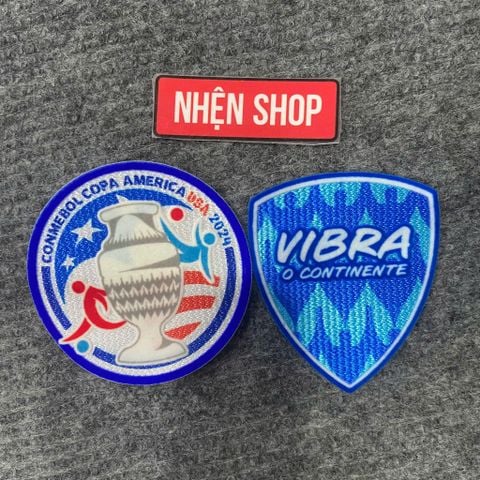 NHỆN SHOP
CONMEBOL COPA AMERICA USA 2024
VIBRA
O CONTINENTE